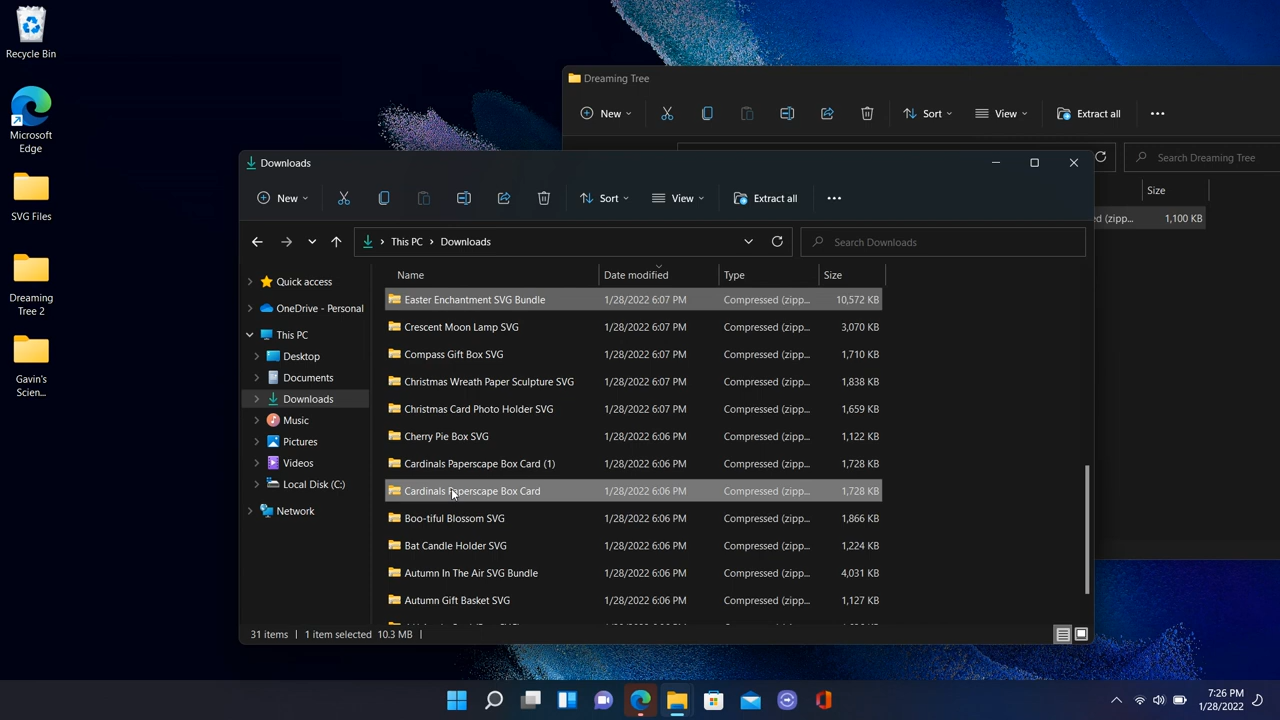 Recycle Bin
Microsoft
Edge
SVG Files
Dreaming
Tree 2
Gavin's
Scien...
Dreaming Tree
New
Sort
View
Extract all
Search Dreaming Tree
Size
ed (zipp...
1,100 KB
Downloads
New
Sort
View
Extract all
This PC
Downloads
Search Downloads
Quick access
OneDrive - Personal
This PC
Desktop
Documents
Downloads
Music
Pictures
Videos
Local Disk (C:)
Network
Name Date modified Type Size
Easter Enchantment SVG Bundle 1/28/2022 6:07 PM Compressed (zipp... 10,572 KB
Crescent Moon Lamp SVG 1/28/2022 6:07 PM Compressed (zipp... 3,070 KB
Compass Gift Box SVG 1/28/2022 6:07 PM Compressed (zipp... 1,710 KB
Christmas Wreath Paper Sculpture SVG 1/28/2022 6:07 PM Compressed (zipp... 1,838 KB
Christmas Card Photo Holder SVG 1/28/2022 6:07 PM Compressed (zipp... 1,659 KB
Cherry Pie Box SVG 1/28/2022 6:06 PM Compressed (zipp... 1,122 KB
Cardinals Paperscape Box Card (1) 1/28/2022 6:06 PM Compressed (zipp... 1,728 KB
Cardinals Paperscape Box Card 1/28/2022 6:06 PM Compressed (zipp... 1,728 KB
Boo-tiful Blossom SVG 1/28/2022 6:06 PM Compressed (zipp... 1,866 KB
Bat Candle Holder SVG 1/28/2022 6:06 PM Compressed (zipp... 1,224 KB
Autumn In The Air SVG Bundle 1/28/2022 6:06 PM Compressed (zipp... 4,031 KB
Autumn Gift Basket SVG 1/28/2022 6:06 PM Compressed (zipp... 1,127 KB
31 items 1 item selected 10.3 MB
7:26 PM
1/28/2022